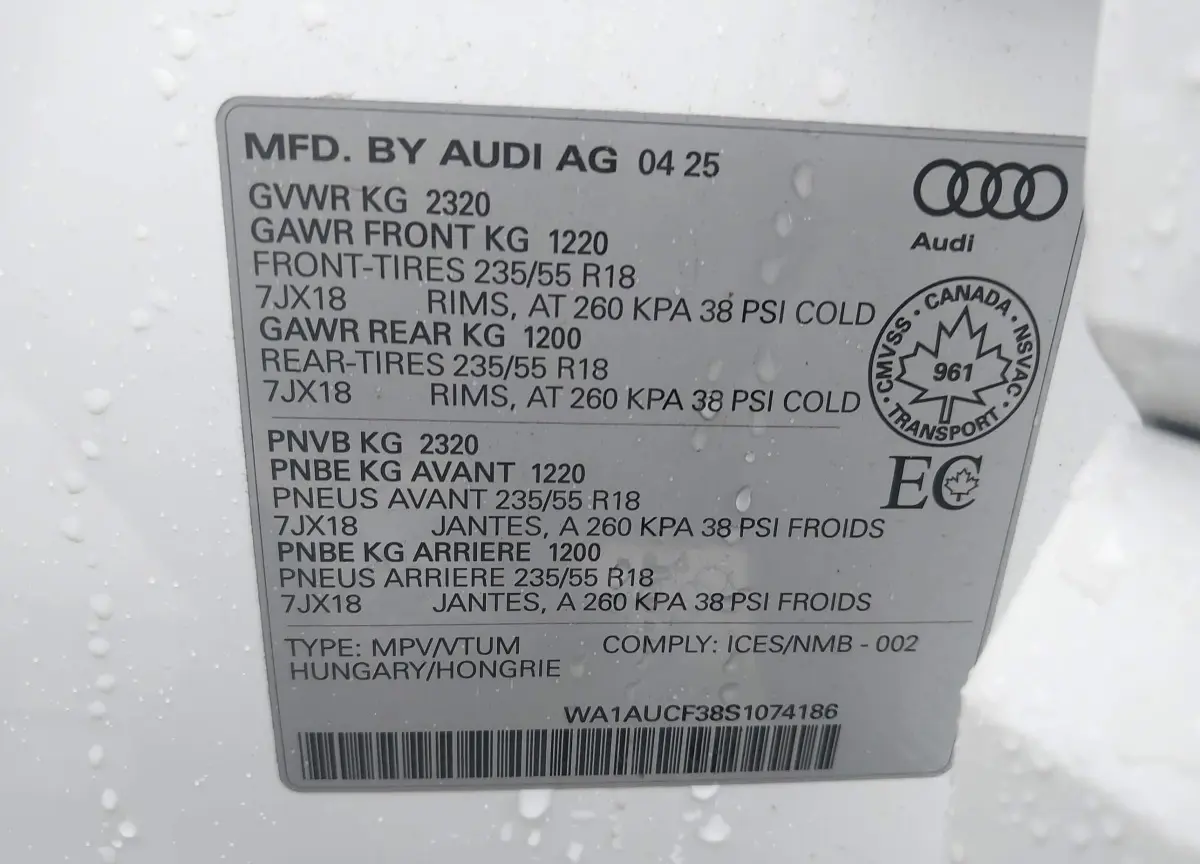 MFD. BY AUDI AG 04 25
GVWR KG 2320
GAWR FRONT KG 1220
FRONT-TIRES 235/55 R18
7JX18 RIMS, AT 260 KPA 38 PSI COLD
GAWR REAR KG 1200
REAR-TIRES 235/55 R18
7JX18 RIMS, AT 260 KPA 38 PSI COLD
Audi
CANADA · NSVAC · TRANSPORT · CMVSS ·
961
PNVB KG 2320
PNBE KG AVANT 1220
PNEUS AVANT 235/55 R18
7JX18 JANTES, A 260 KPA 38 PSI FROIDS
PNBE KG ARRIERE 1200
PNEUS ARRIERE 235/55 R18
7JX18 JANTES, A 260 KPA 38 PSI FROIDS
EC
TYPE: MPV/VTUM COMPLY: ICES/NMB - 002
HUNGARY/HONGRIE
WA1AUCF38S1074186